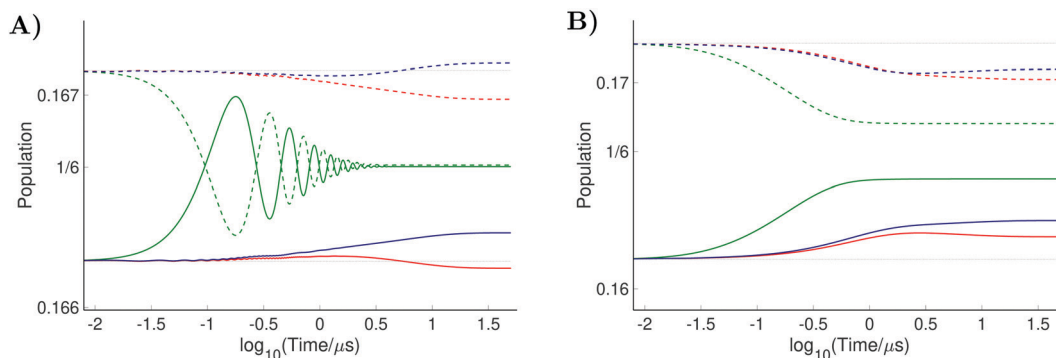 A)
Population
0.167
1/6
0.166
-2 -1.5 -1 -0.5 0 0.5 1 1.5
log10(Time/μs)
B)
Population
0.17
1/6
0.16
-2 -1.5 -1 -0.5 0 0.5 1 1.5
log10(Time/μs)